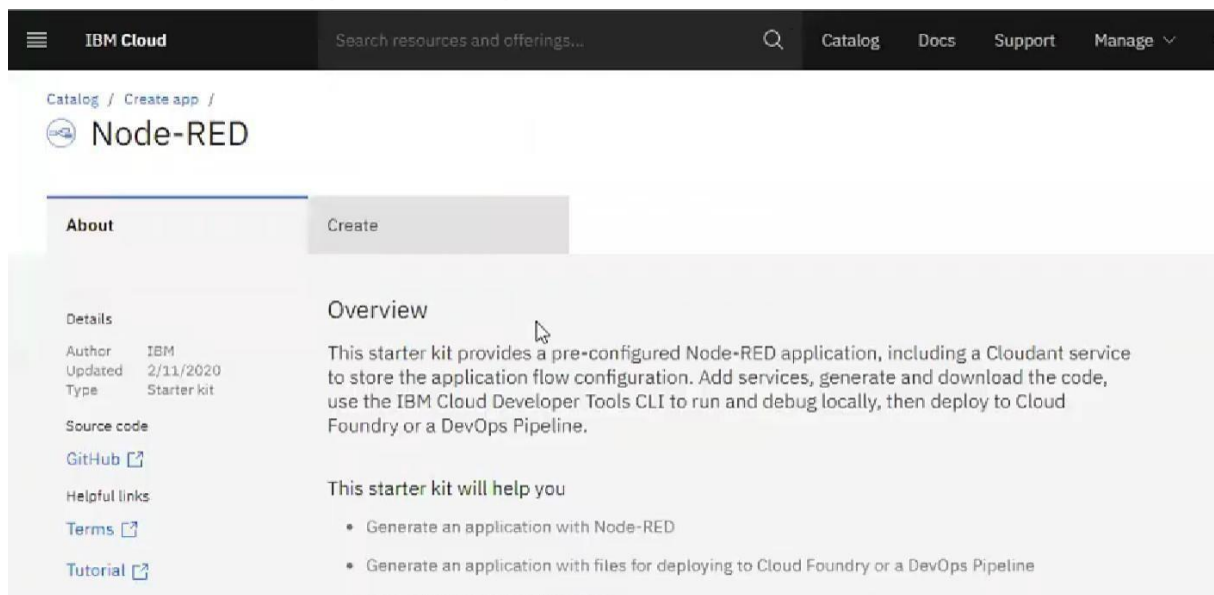 IBM Cloud
Search resources and offerings...
Catalog
Docs
Support
Manage
Catalog / Create app /
Node-RED
About
Create
Details
Author IBM
Updated 2/11/2020
Type Starter kit
Source code
GitHub
Helpful links
Terms
Tutorial
Overview
This starter kit provides a pre-configured Node-RED application, including a Cloudant service
to store the application flow configuration. Add services, generate and download the code,
use the IBM Cloud Developer Tools CLI to run and debug locally, then deploy to Cloud
Foundry or a DevOps Pipeline.
This starter kit will help you
• Generate an application with Node-RED
• Generate an application with files for deploying to Cloud Foundry or a DevOps Pipeline